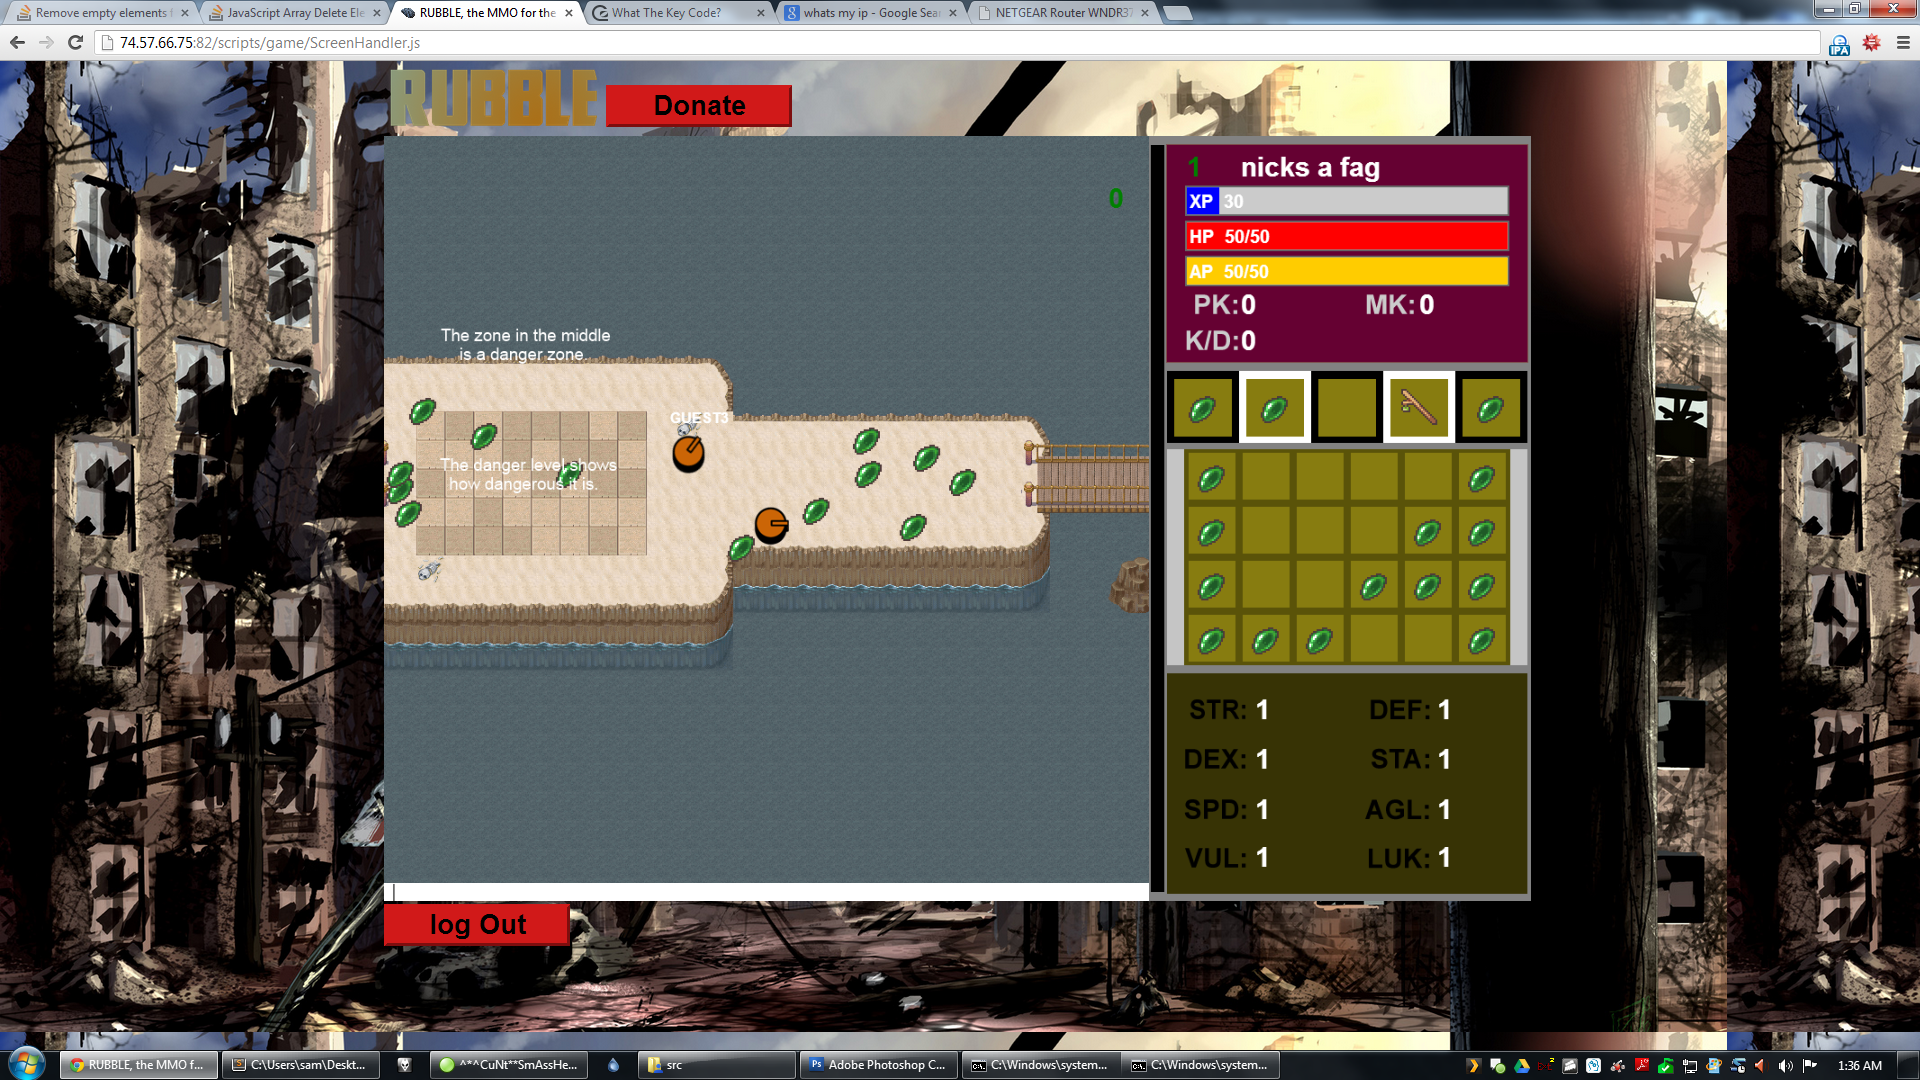 Remove empty elements f
JavaScript Array Delete Ele
RUBBLE, the MMO for the
What The Key Code?
whats my ip - Google Sea
NETGEAR Router WNDR37
74.57.66.75:82/scripts/game/ScreenHandler.js
IPA
RUBBLE
Donate
1 nicks a fag
0
XP 30
HP 50/50
AP 50/50
PK:0 MK:0
K/D:0
The zone in the middle
is a danger zone.
GUEST3
The danger level shows
how dangerous it is.
STR: 1 DEF: 1
DEX: 1 STA: 1
SPD: 1 AGL: 1
VUL: 1 LUK: 1
log Out
RUBBLE, the MMO f...
C:\Users\sam\Deskt...
^*^CuNt**SmAssHe...
src
Adobe Photoshop C...
C:\Windows\system...
C:\Windows\system...
1:36 AM